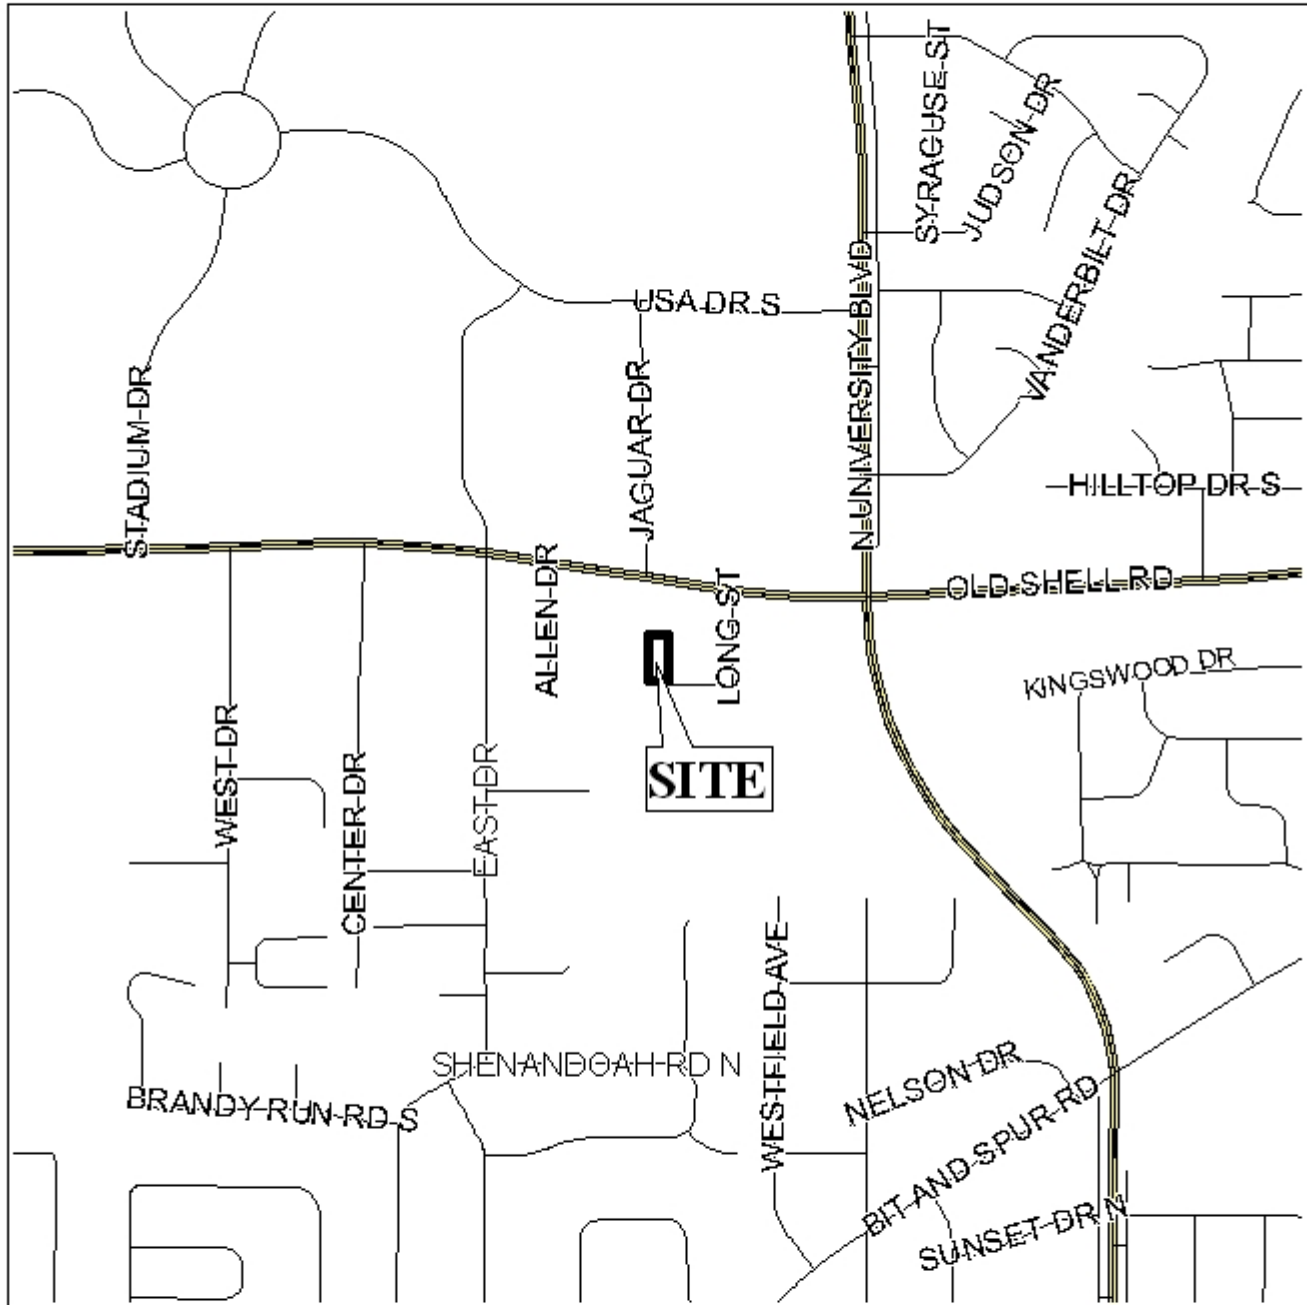 SYRACUSE ST
JUDSON DR
VANDERBILT DR
N UNIVERSITY BLVD
USA DR S
JAGUAR DR
STADIUM DR
HILLTOP DR S
ALLEN DR
LONG ST
OLD SHELL RD
KINGSWOOD DR
SITE
WEST DR
CENTER DR
EAST DR
WESTFIELD AVE
SHENANDOAH RD N
BRANDY RUN RD S
NELSON DR
BIT AND SPUR RD
SUNSET DR N